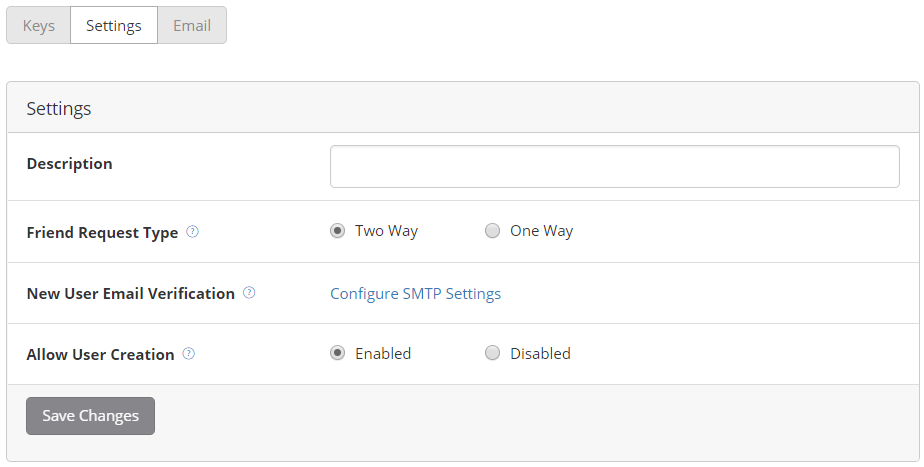 Keys Settings Email
Settings
Description
Friend Request Type ? Two Way One Way
New User Email Verification ? Configure SMTP Settings
Allow User Creation ? Enabled Disabled
Save Changes